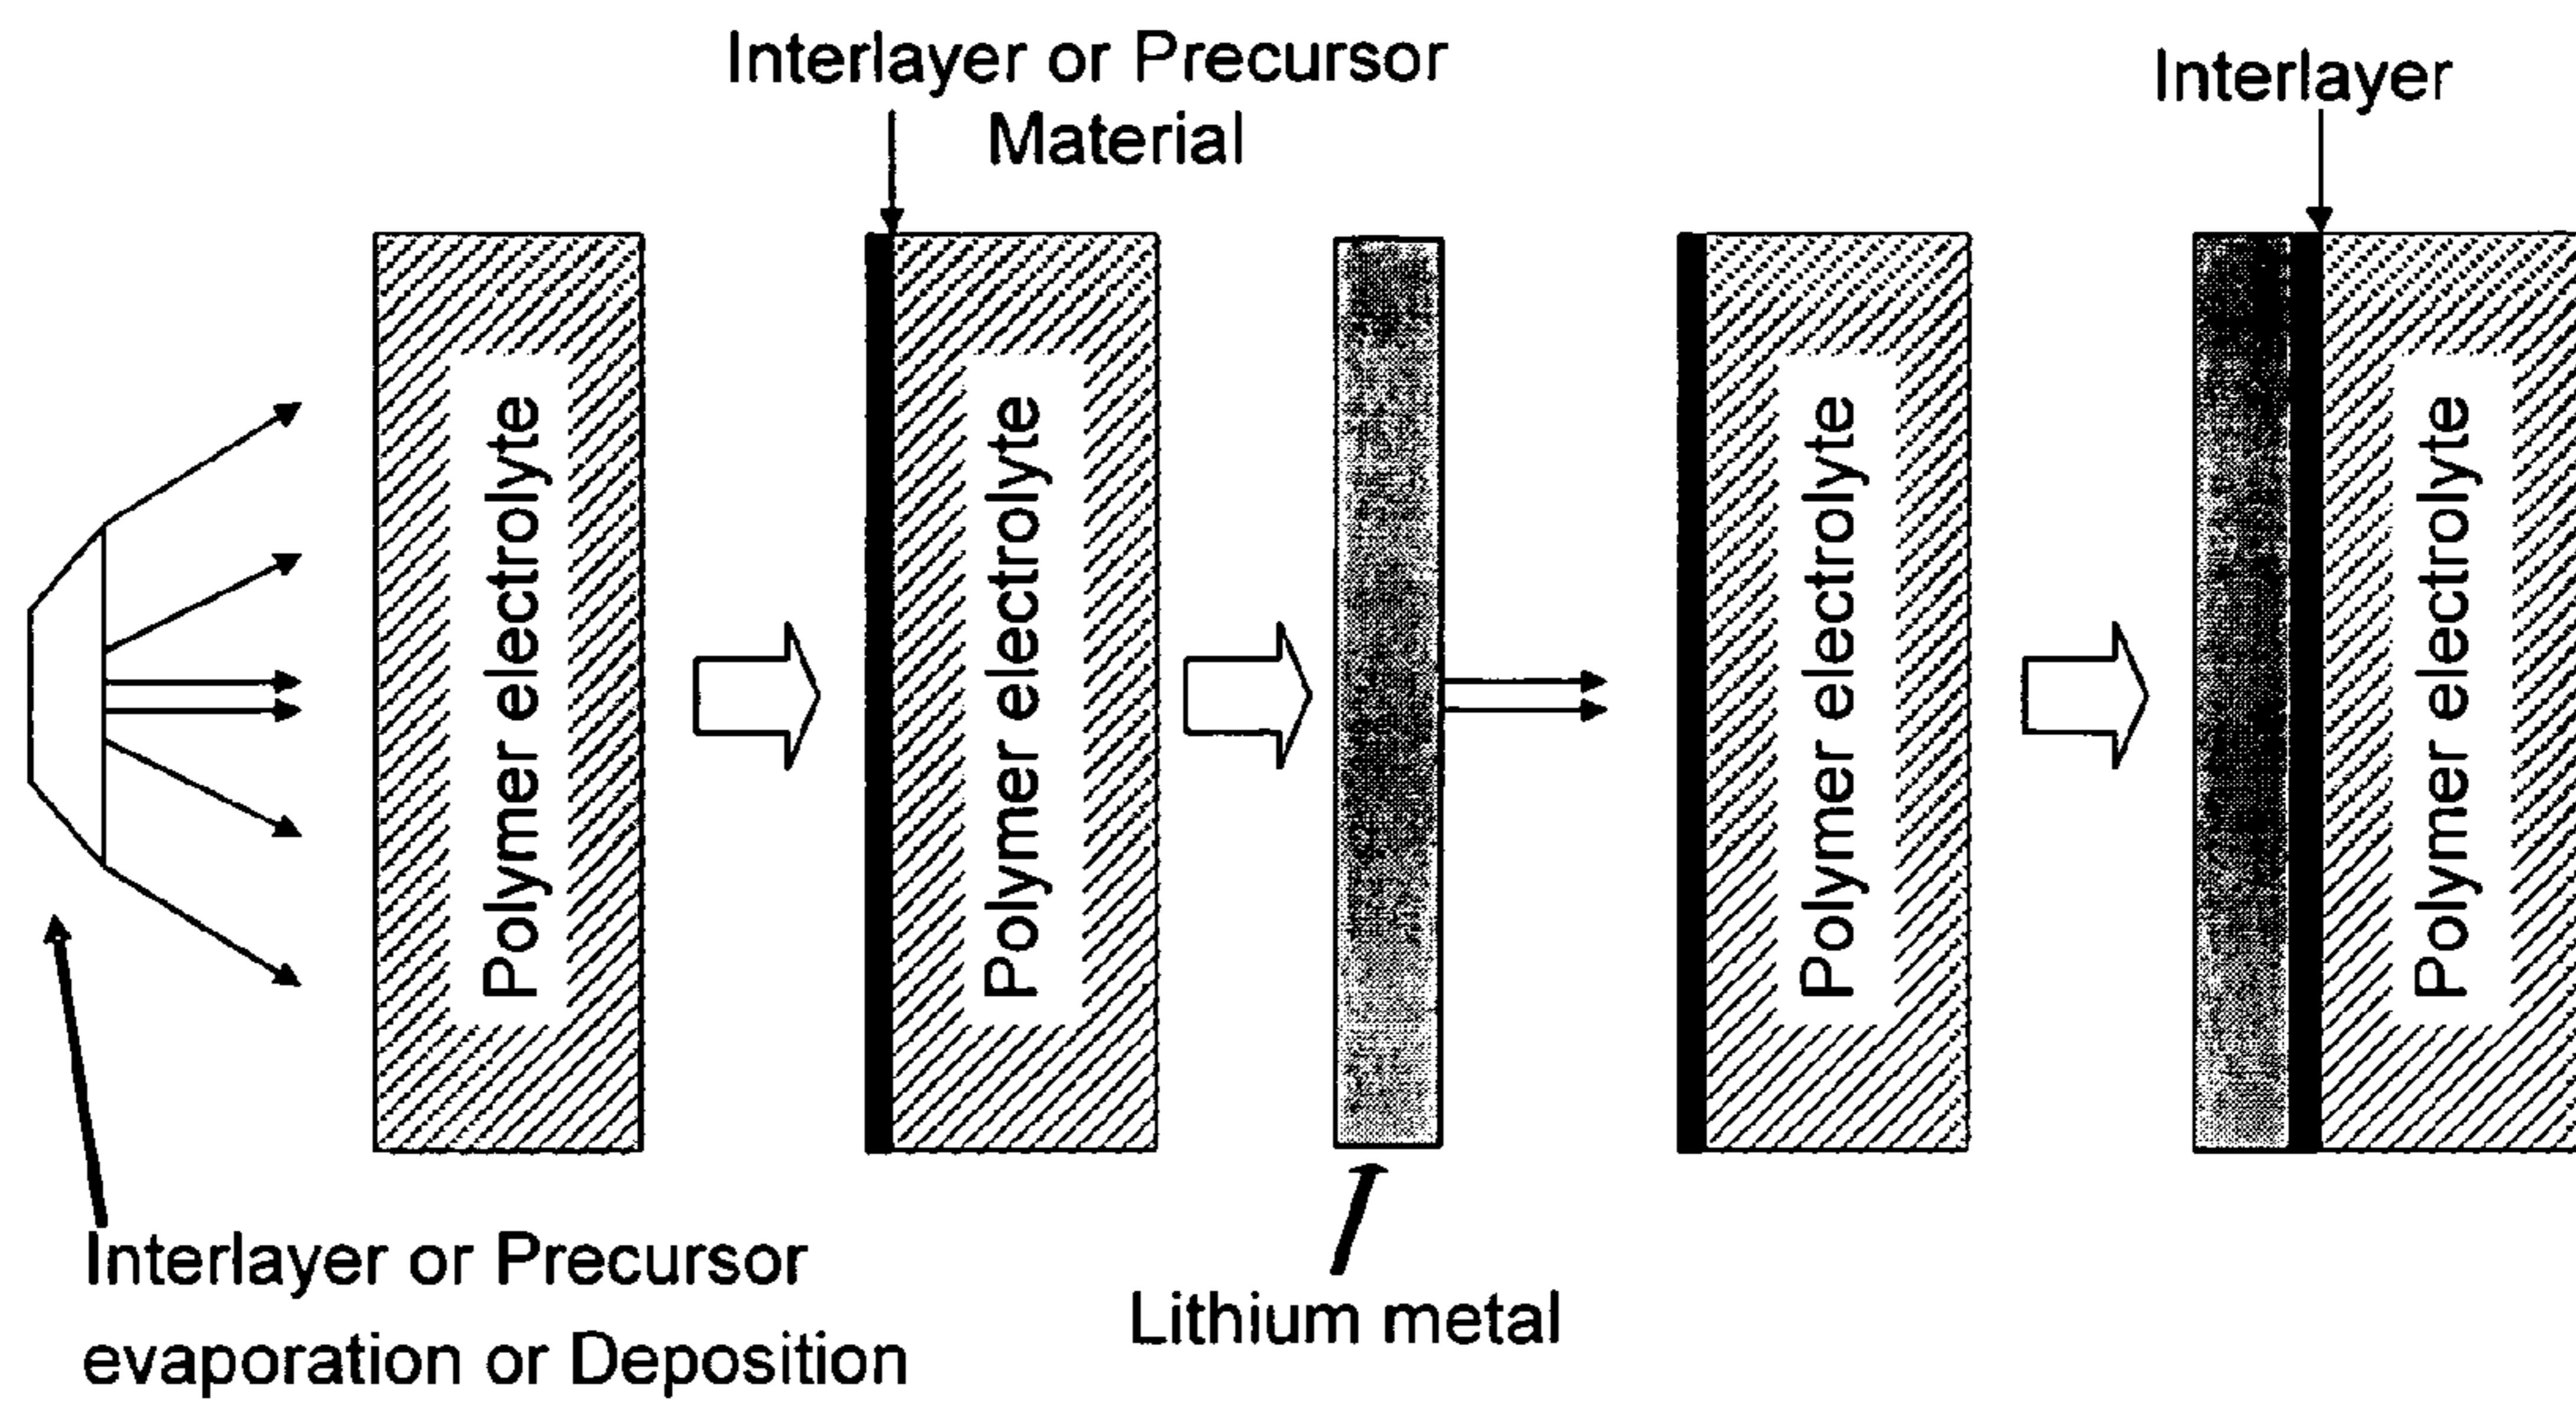 Interlayer or Precursor
Material
Interlayer
Polymer electrolyte
Polymer electrolyte
Polymer electrolyte
Polymer electrolyte
Interlayer or Precursor
evaporation or Deposition
Lithium metal